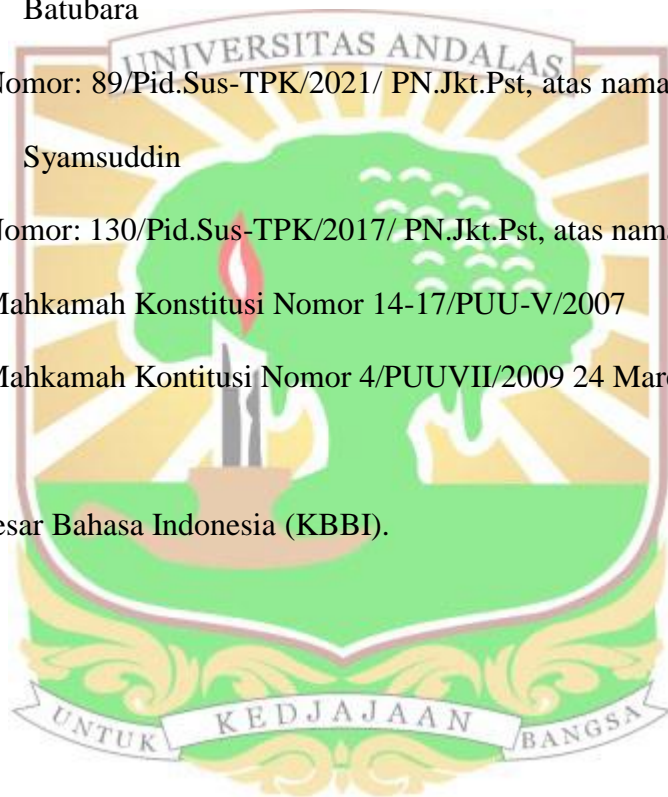 Batubara
UNIVERSITAS ANDALAS
Nomor: 89/Pid.Sus-TPK/2021/ PN.Jkt.Pst, atas nama
Syamsuddin
Nomor: 130/Pid.Sus-TPK/2017/ PN.Jkt.Pst, atas nama
Mahkamah Konstitusi Nomor 14-17/PUU-V/2007
Mahkamah Kontitusi Nomor 4/PUUVII/2009 24 Mar
esar Bahasa Indonesia (KBBI).
UNTUK KEDJAJAAN BANGSA